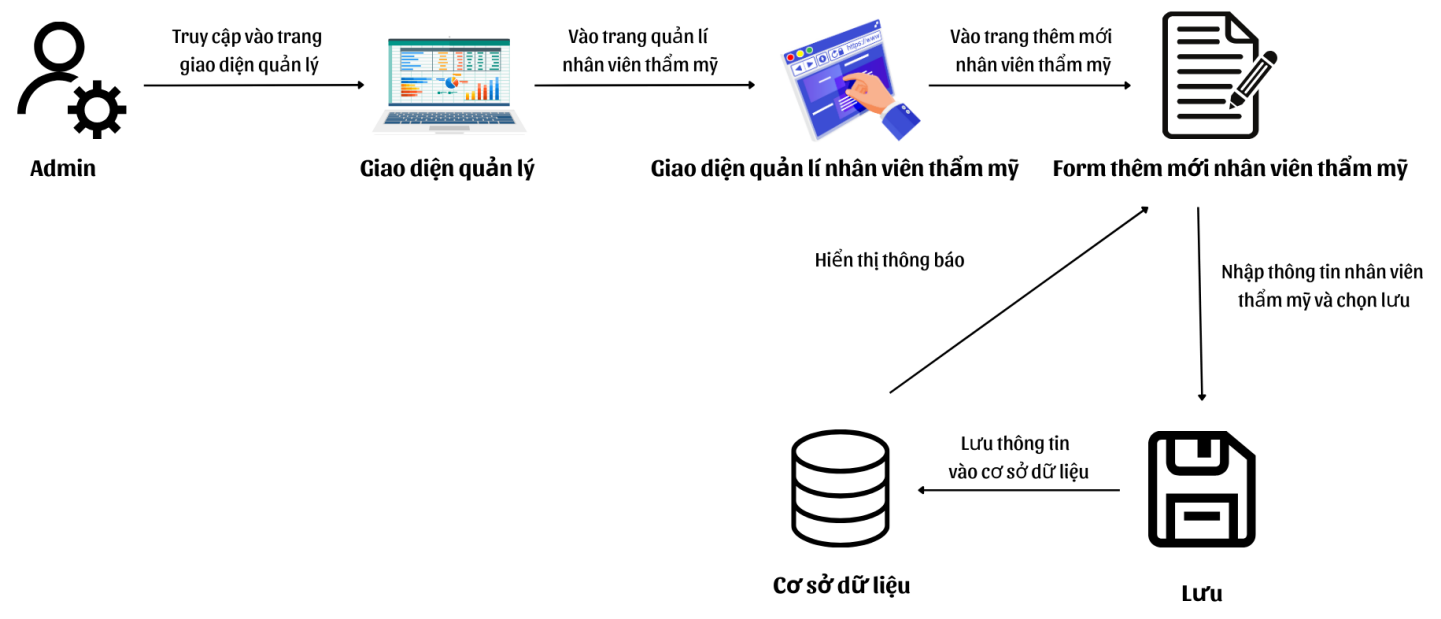 Truy cập vào trang
giao diện quản lý
Vào trang quản lí
nhân viên thẩm mỹ
https://www
Vào trang thêm mới
nhân viên thẩm mỹ
Admin
Giao diện quản lý
Giao diện quản lí nhân viên thẩm mỹ
Form thêm mới nhân viên thẩm mỹ
Hiển thị thông báo
Nhập thông tin nhân viên
thẩm mỹ và chọn lưu
Lưu thông tin
vào cơ sở dữ liệu
Cơ sở dữ liệu
Lưu